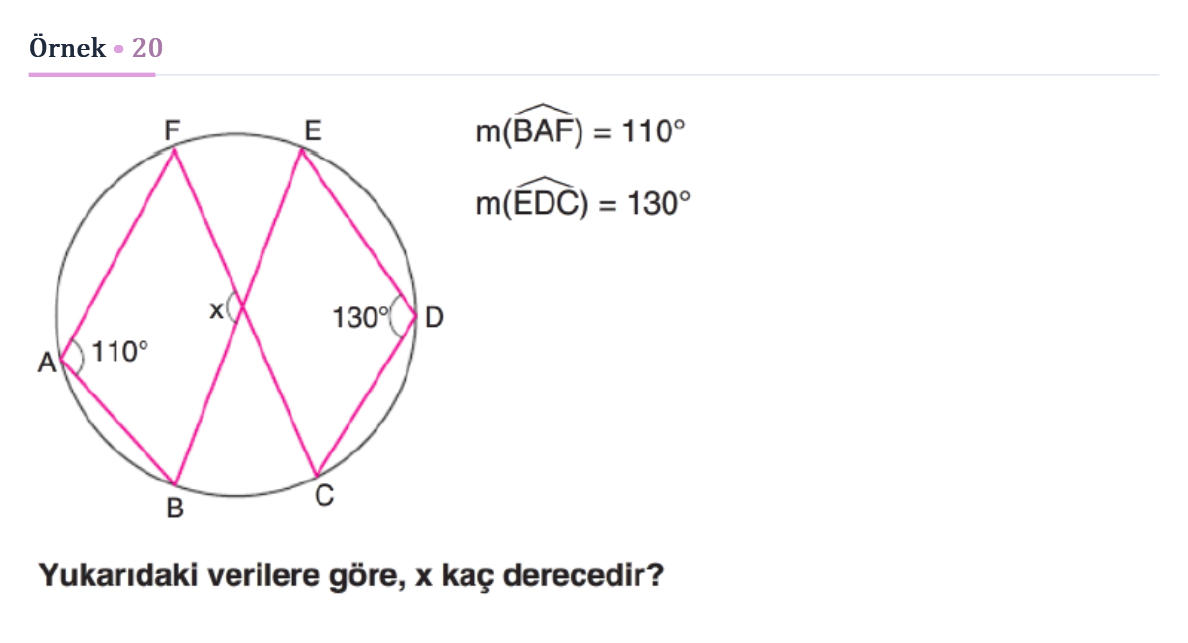 Örnek • 20
F
E
m(BAF) = 110°
m(EDC) = 130°
x
130°
D
A
110°
B
C
Yukarıdaki verilere göre, x kaç derecedir?